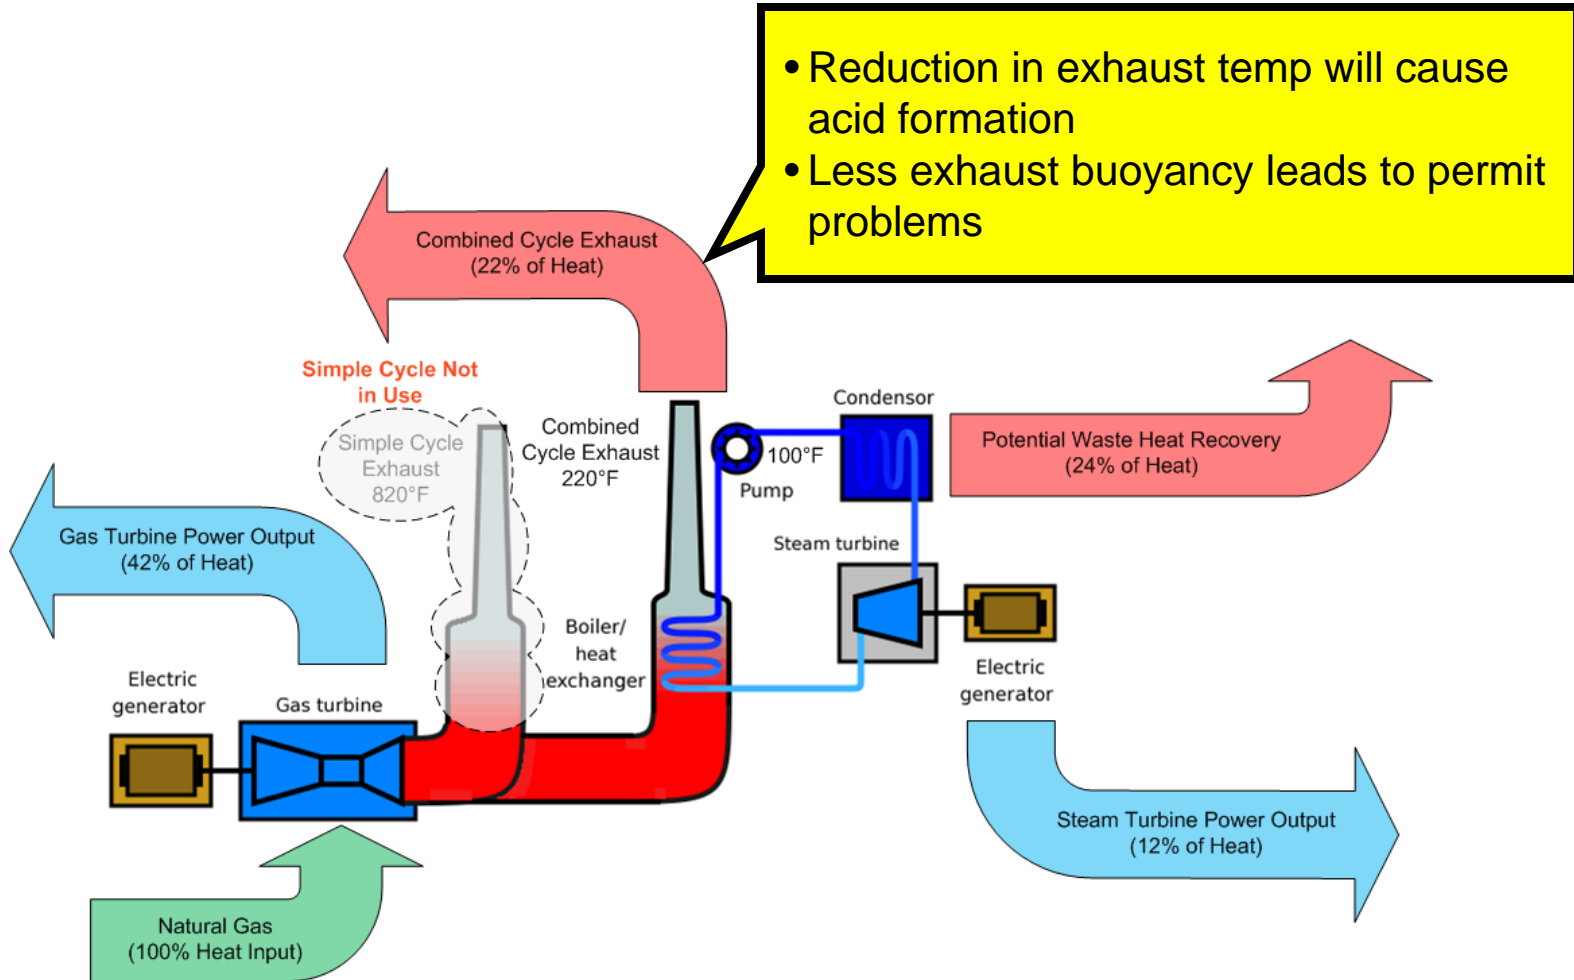 • Reduction in exhaust temp will cause
acid formation
• Less exhaust buoyancy leads to permit
problems
Combined Cycle Exhaust
(22% of Heat)
Simple Cycle Not
in Use
Simple Cycle
Exhaust
820°F
Combined
Cycle Exhaust
220°F
Condensor
100°F
Pump
Potential Waste Heat Recovery
(24% of Heat)
Gas Turbine Power Output
(42% of Heat)
Steam turbine
Boiler/
heat
exchanger
Electric
generator
Gas turbine
Electric
generator
Steam Turbine Power Output
(12% of Heat)
Natural Gas
(100% Heat Input)